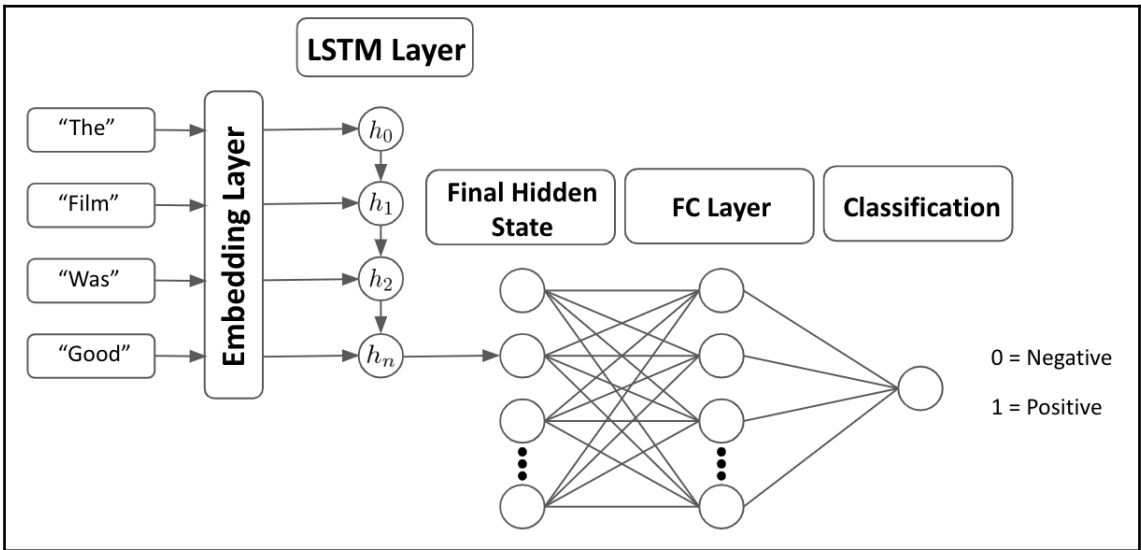 LSTM Layer
“The”
“Film”
“Was”
“Good”
Embedding Layer
h0
h1
h2
hn
Final Hidden
State
FC Layer
Classification
0 = Negative
1 = Positive